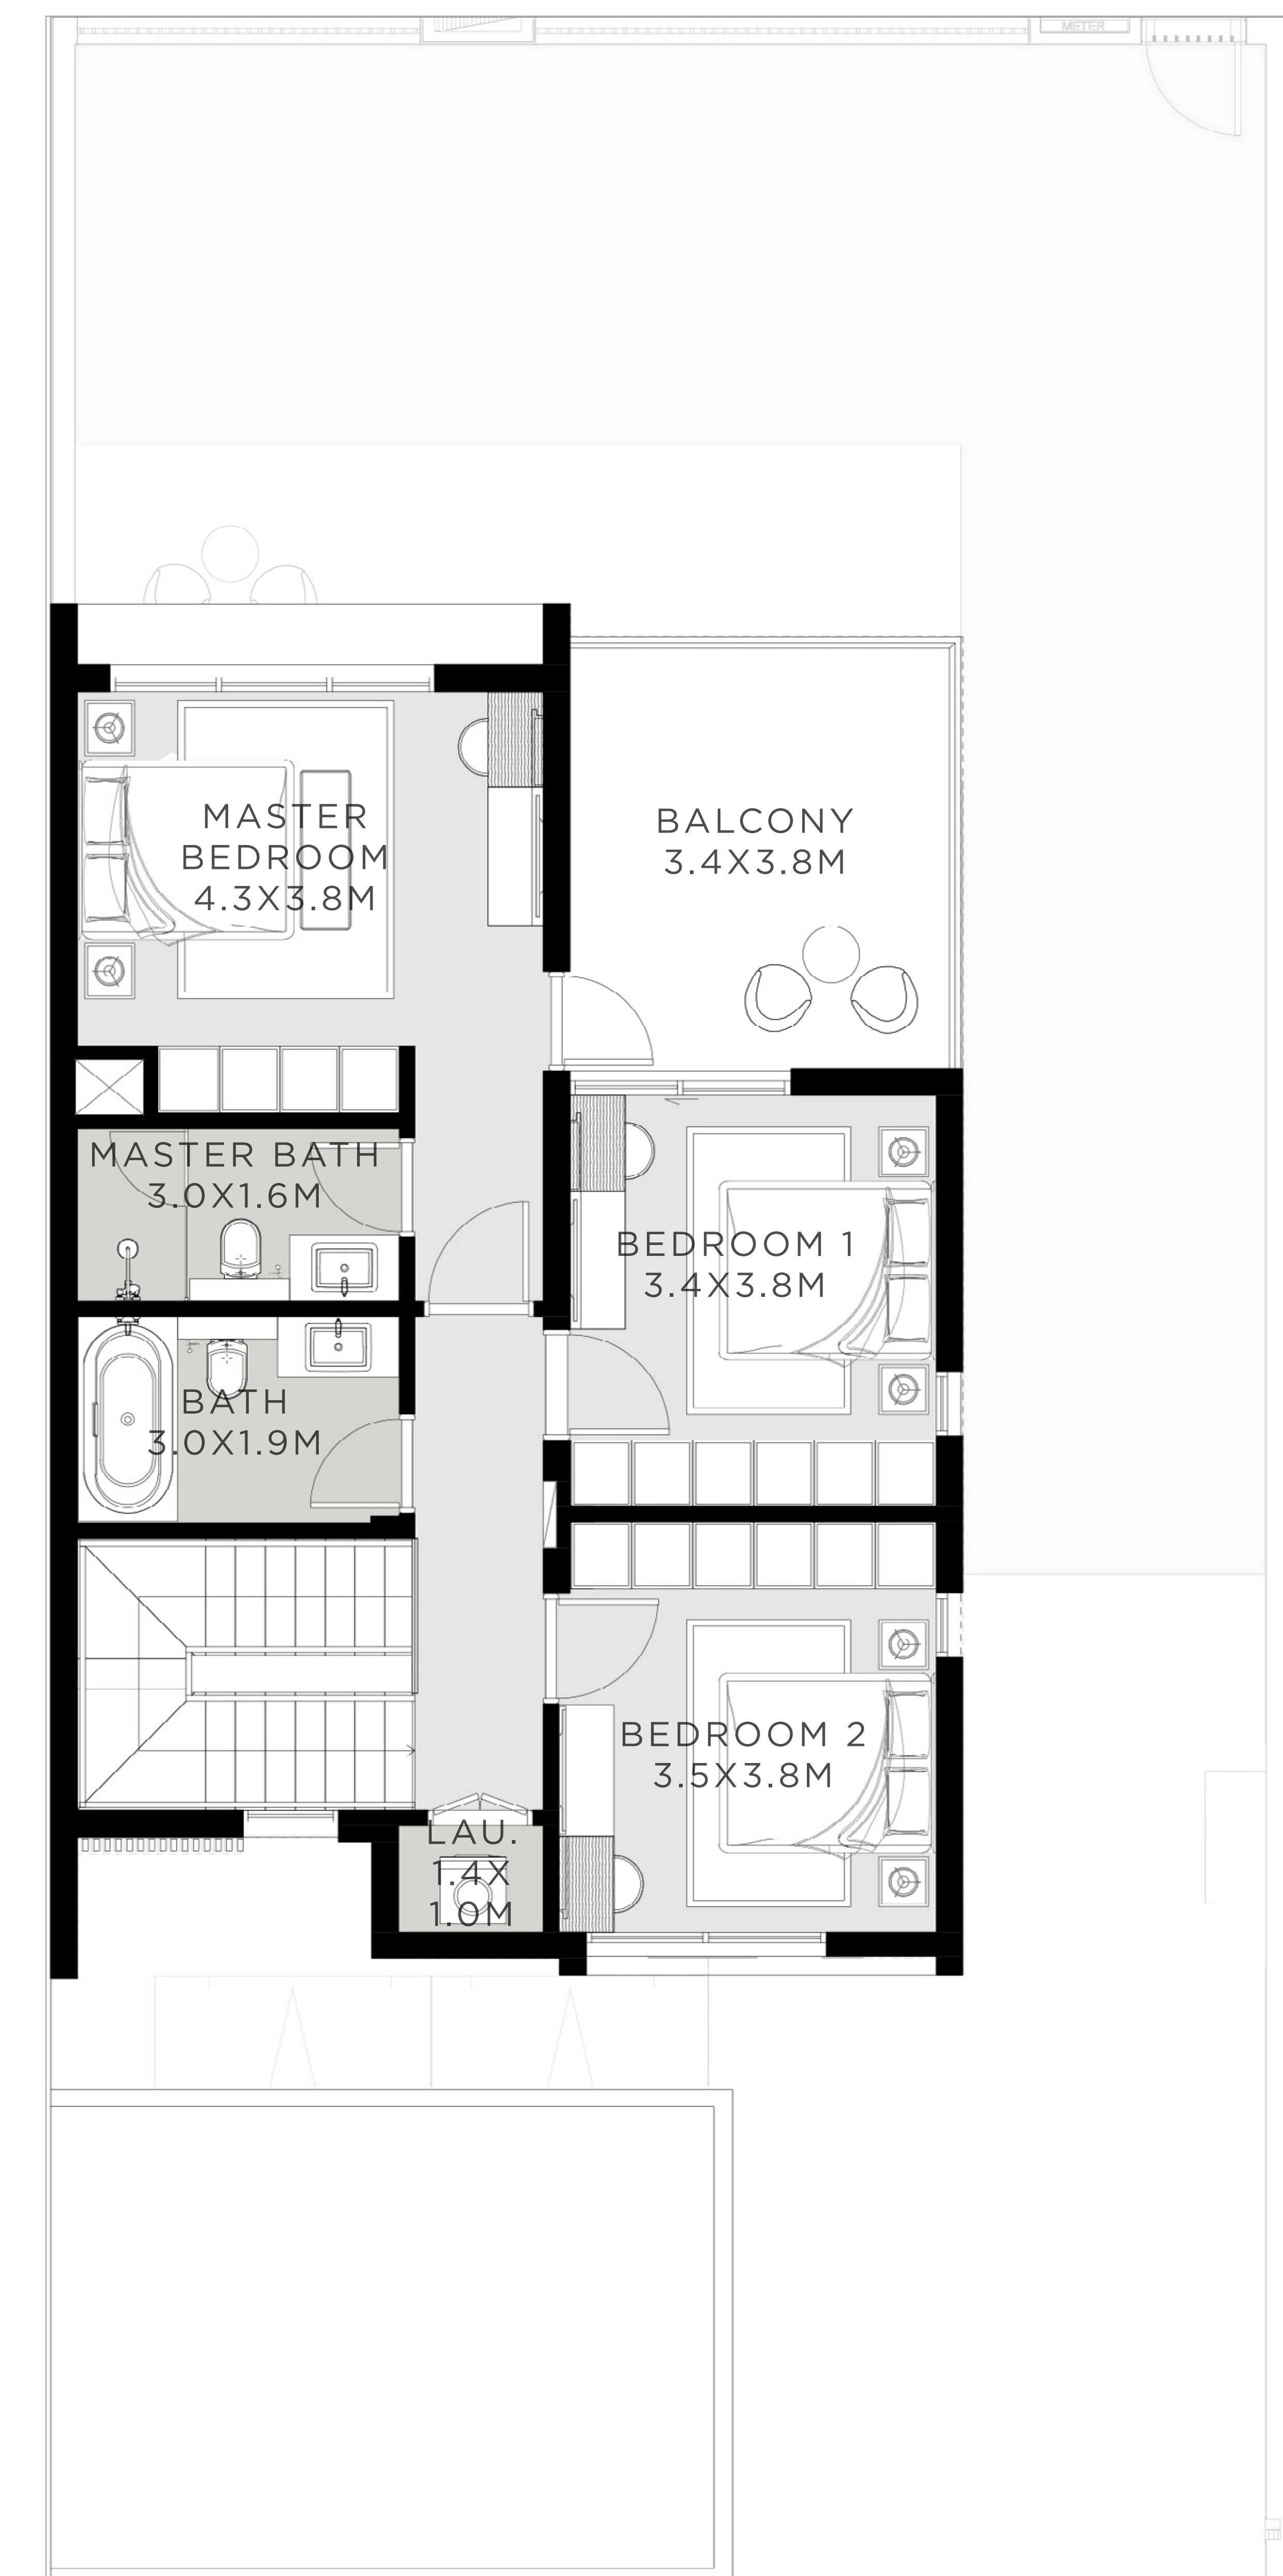 METER
MASTER
BEDROOM
4.3X3.8M
BALCONY
3.4X3.8M
MASTER BATH
3.0X1.6M
BEDROOM 1
3.4X3.8M
BATH
3.0X1.9M
BEDROOM 2
3.5X3.8M
LAU.
1.4X
1.0M